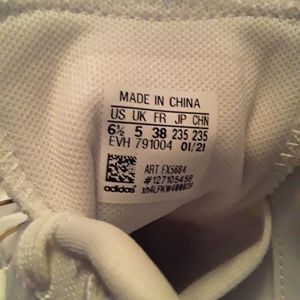 MADE IN CHINA
US UK FR JP CHN
6½ 5 38 235 235
EVH 791004 01/21
ART FX5684
#127105458
adidas